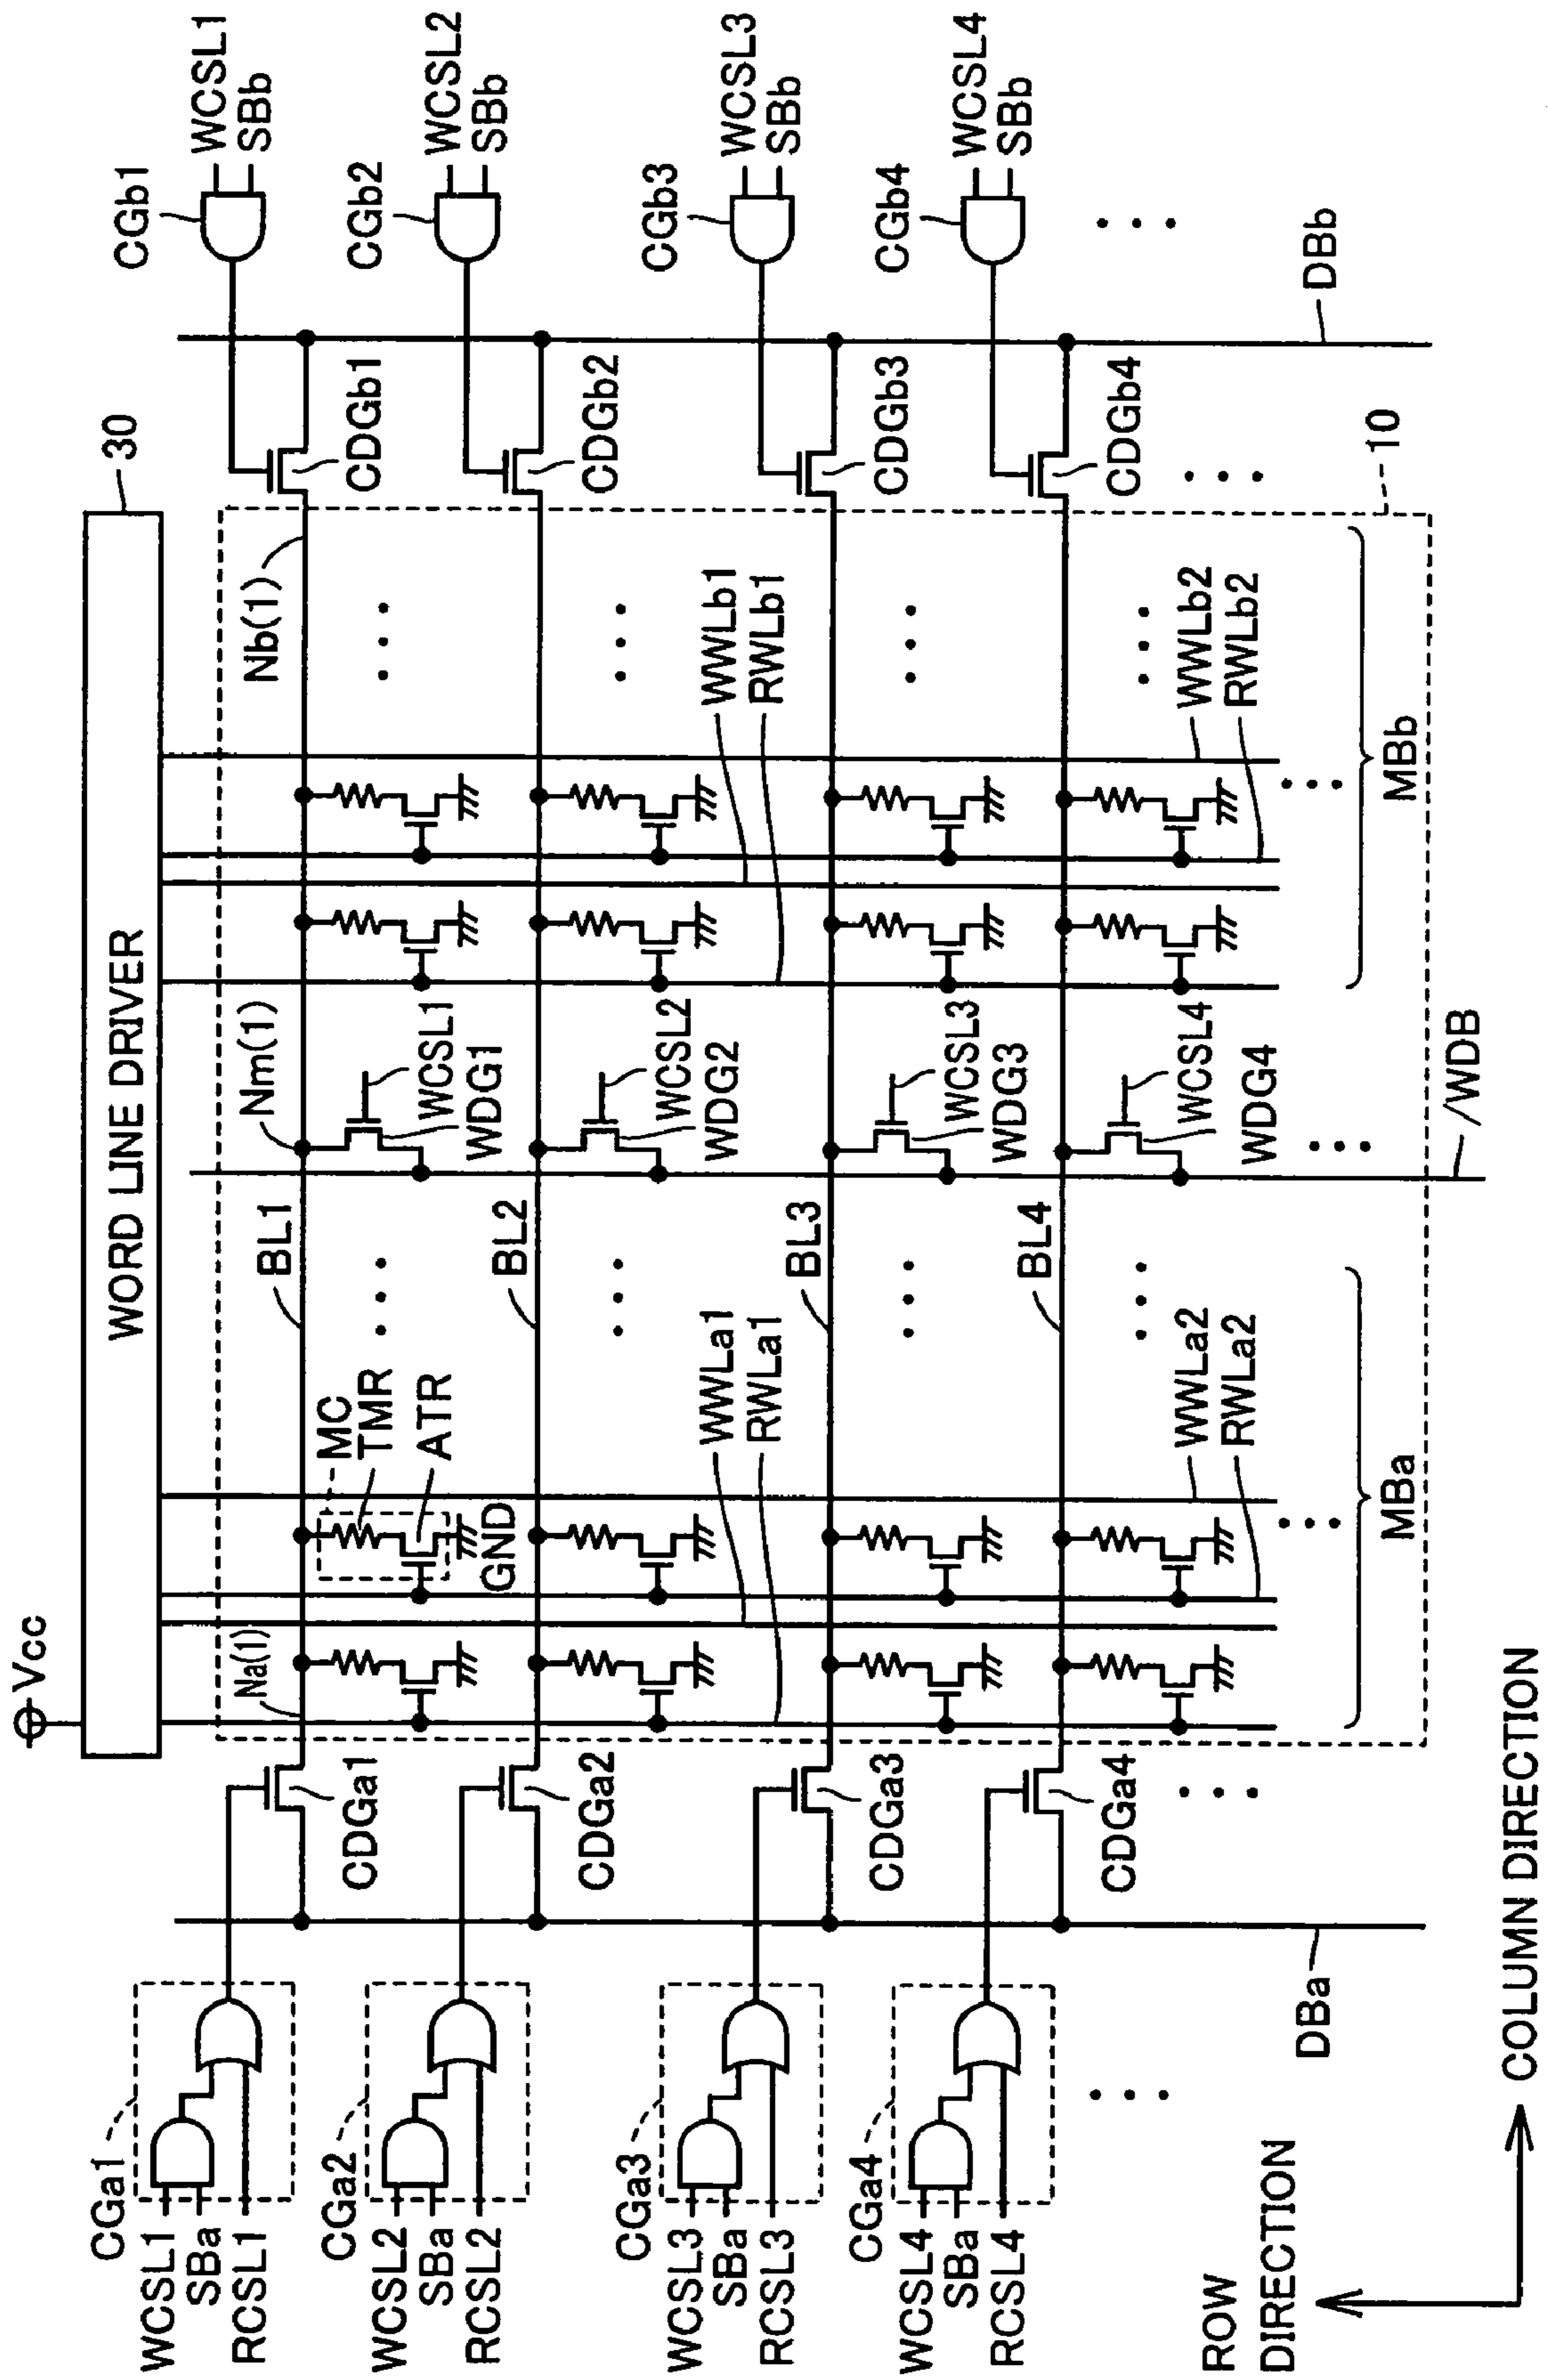 Vcc
30
WORD LINE DRIVER
CGa1
WCSL1
SBa
RCSL1
CDGa1
Na(1)
MC
TMR
ATR
GND
BL1
Nm(1)
WCSL1
WDG1
Nb(1)
CDGb1
CGb1
WCSL1
SBb
CGa2
WCSL2
SBa
RCSL2
CDGa2
BL2
WCSL2
WDG2
CDGb2
CGb2
WCSL2
SBb
WWLa1
RWLa1
WWLb1
RWLb1
CGa3
WCSL3
SBa
RCSL3
CDGa3
BL3
WCSL3
WDG3
CDGb3
CGb3
WCSL3
SBb
CGa4
WCSL4
SBa
RCSL4
CDGa4
BL4
WCSL4
WDG4
CDGb4
CGb4
WCSL4
SBb
WWLa2
RWLa2
WWLb2
RWLb2
DBa
MBa
/WDB
MBb
10
DBb
ROW
DIRECTION
COLUMN DIRECTION